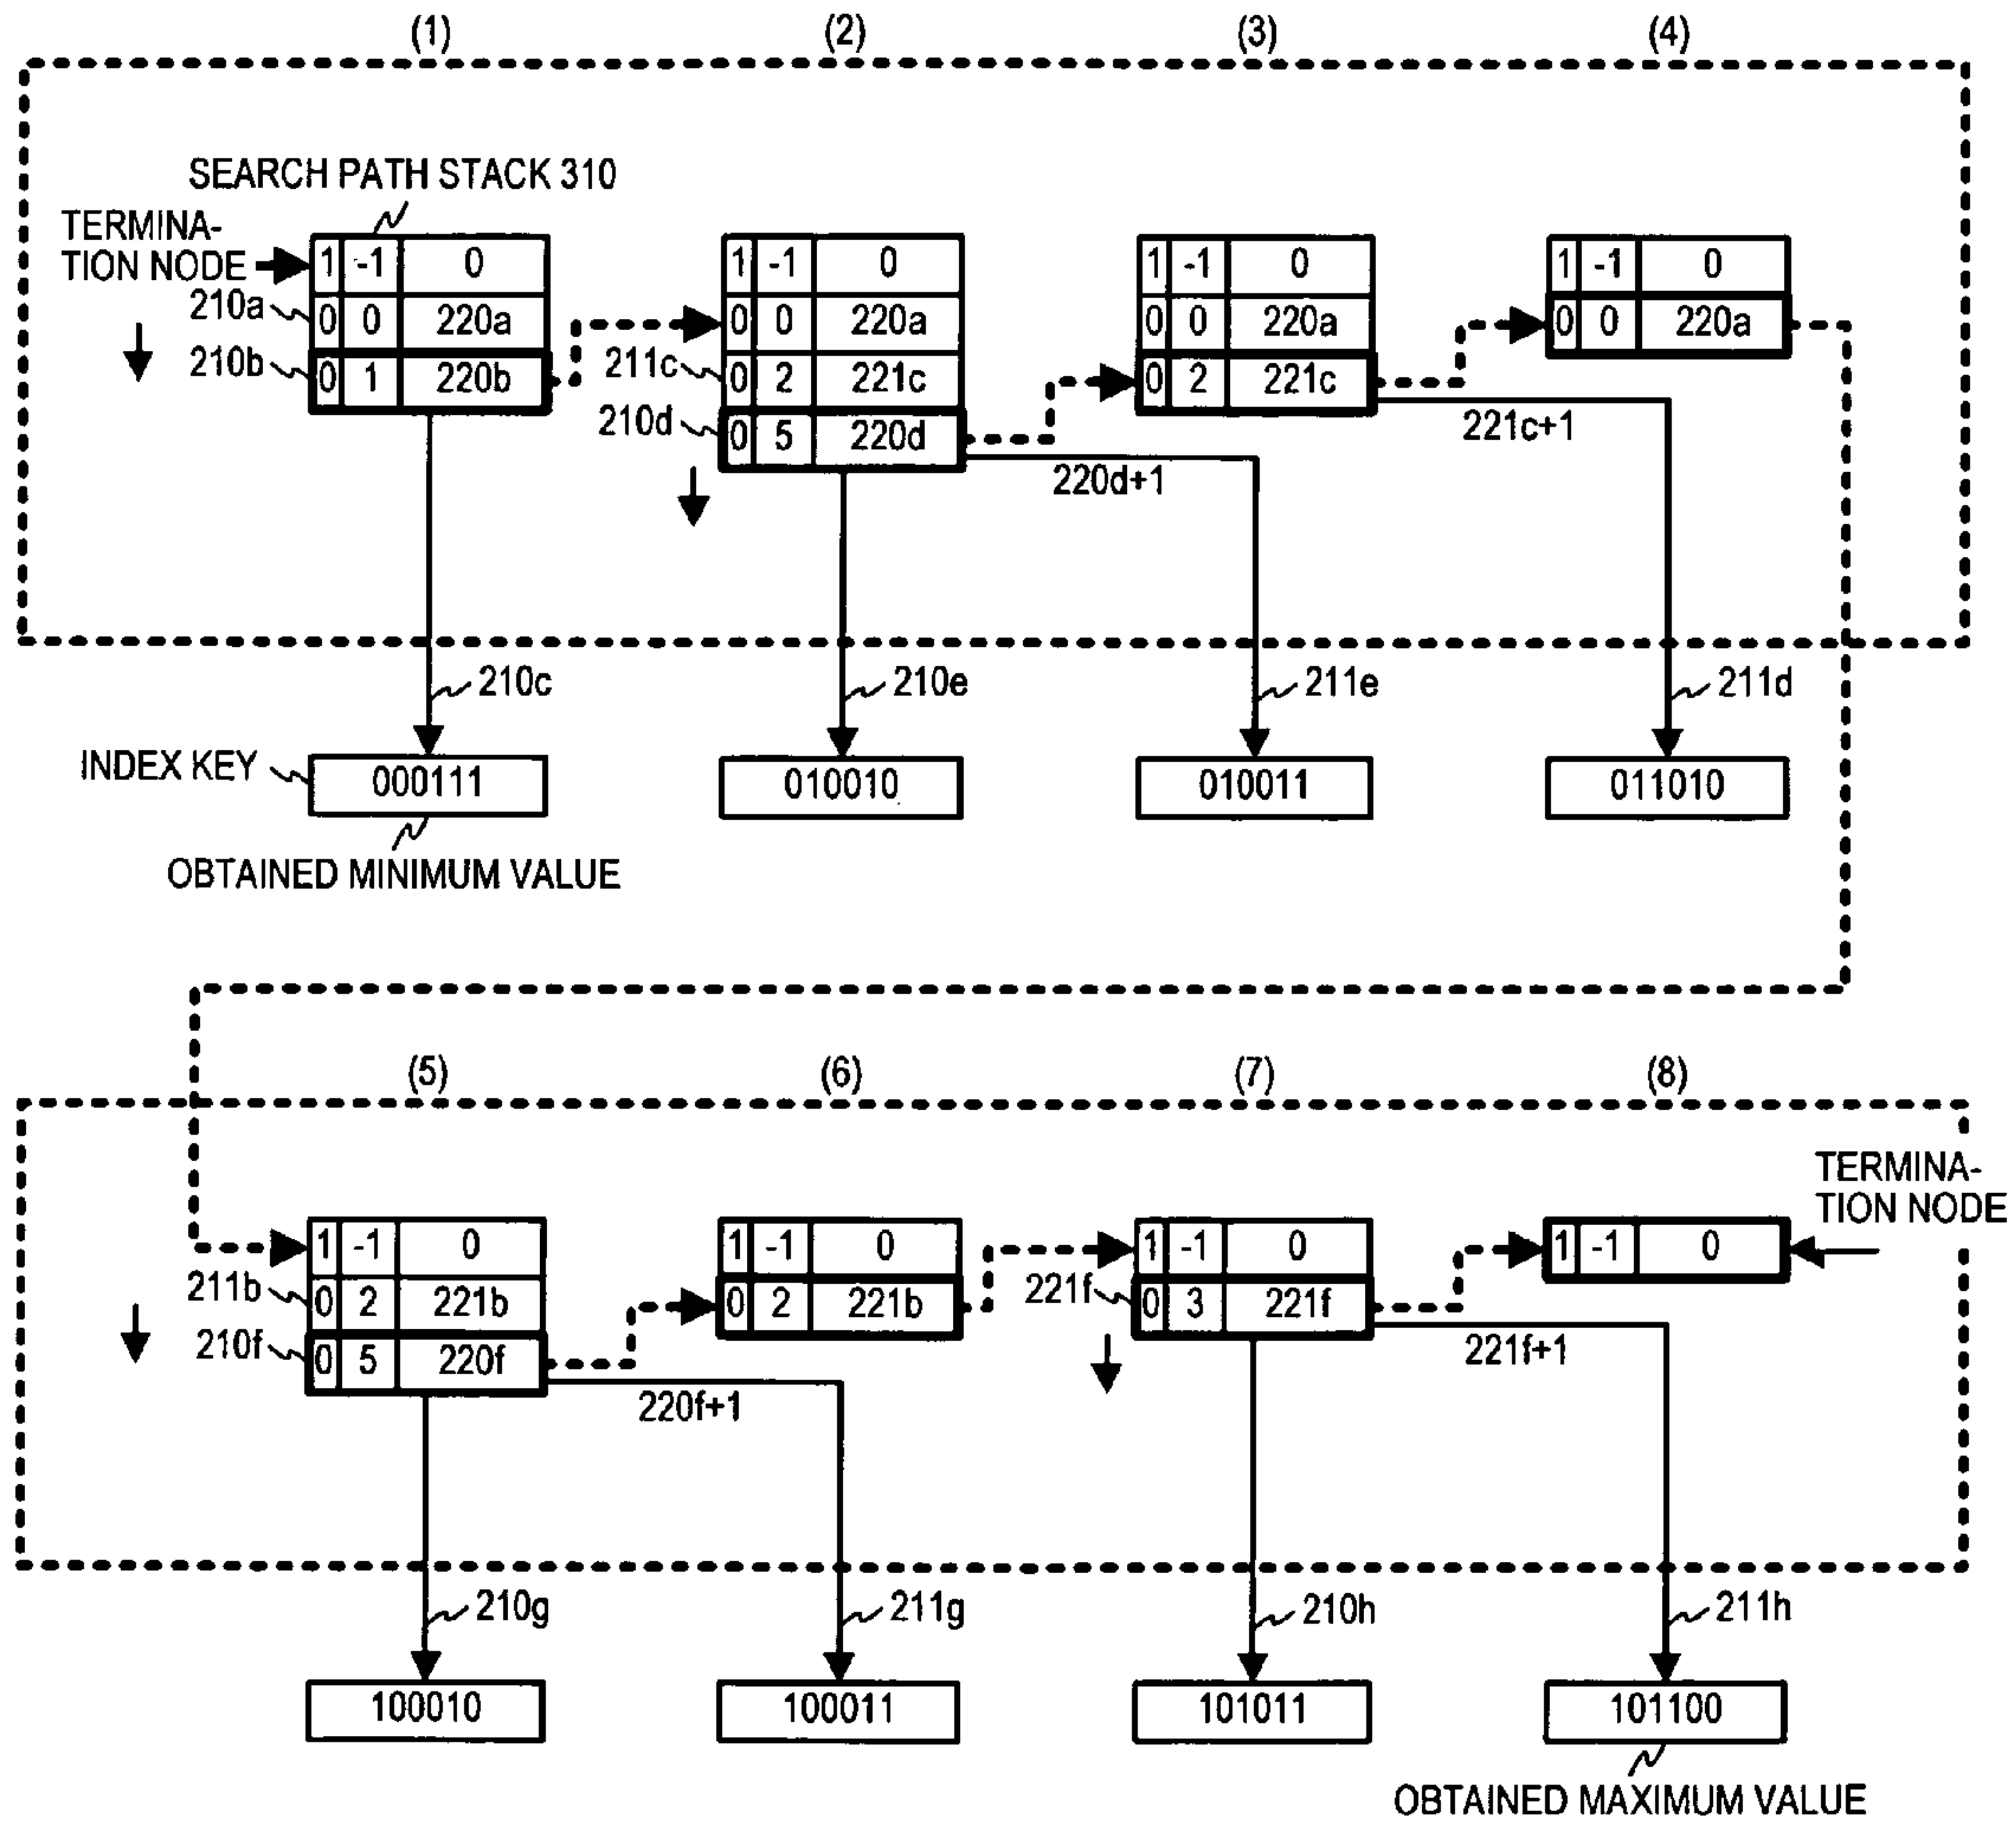 (1) (2) (3) (4)
SEARCH PATH STACK 310
TERMINA-
TION NODE
1 -1 0
210a 0 0 220a
210b 0 1 220b
1 -1 0
0 0 220a
211c 0 2 221c
210d 0 5 220d
220d+1
1 -1 0
0 0 220a
0 2 221c
221c+1
1 -1 0
0 0 220a
210c 210e 211e 211d
INDEX KEY
000111 010010 010011 011010
OBTAINED MINIMUM VALUE
(5) (6) (7) (8)
1 -1 0
211b 0 2 221b
210f 0 5 220f
220f+1
1 -1 0
0 2 221b
1 -1 0
221f 0 3 221f
221f+1
1 -1 0
TERMINA-
TION NODE
210g 211g 210h 211h
100010 100011 101011 101100
OBTAINED MAXIMUM VALUE